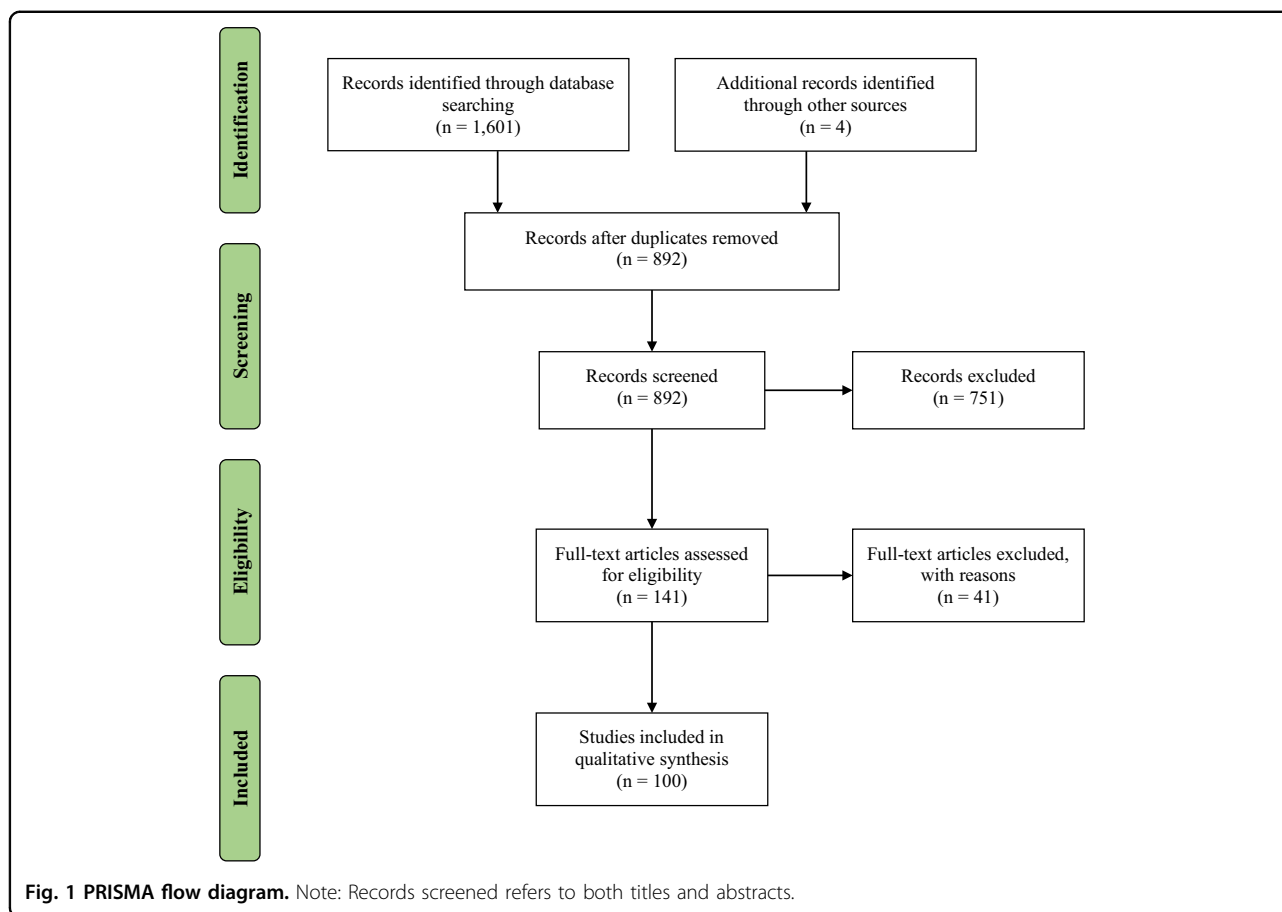 Identification
Records identified through database
searching
(n = 1,601)
Additional records identified
through other sources
(n = 4)
Records after duplicates removed
(n = 892)
Screening
Records screened
(n = 892)
Records excluded
(n = 751)
Eligibility
Full-text articles assessed
for eligibility
(n = 141)
Full-text articles excluded,
with reasons
(n = 41)
Included
Studies included in
qualitative synthesis
(n = 100)
Fig. 1 PRISMA flow diagram. Note: Records screened refers to both titles and abstracts.